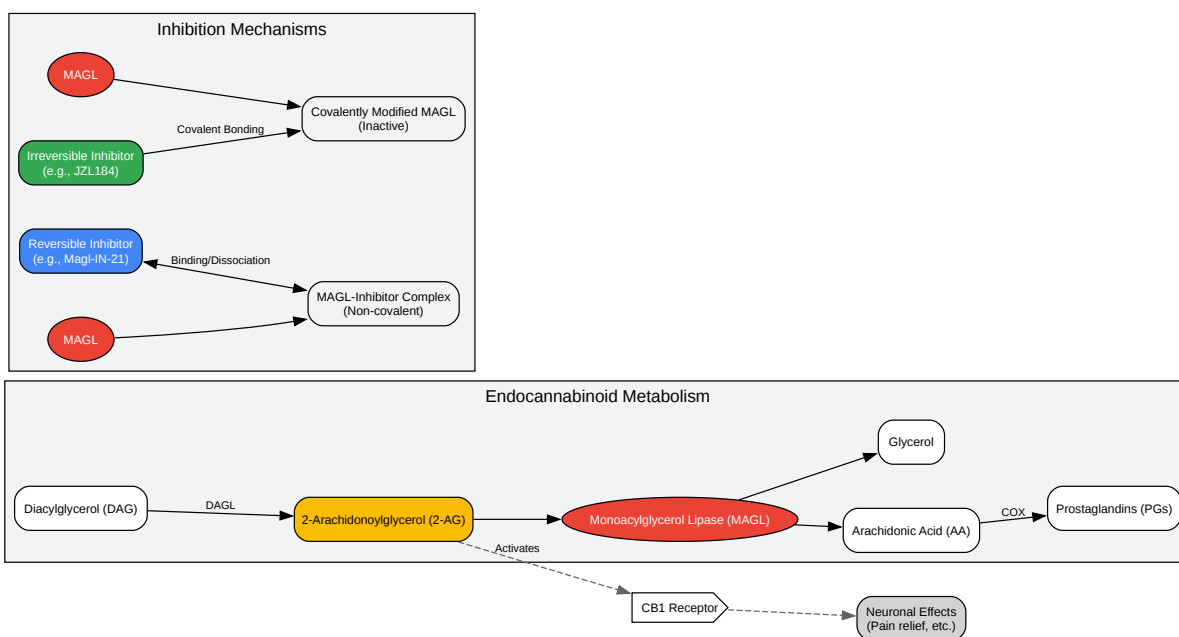 Inhibition Mechanisms
MAGL
Covalently Modified MAGL
(Inactive)
Covalent Bonding
Irreversible Inhibitor
(e.g., JZL184)
Reversible Inhibitor
(e.g., Magl-IN-21)
Binding/Dissociation
MAGL-Inhibitor Complex
(Non-covalent)
MAGL
Endocannabinoid Metabolism
Glycerol
Diacylglycerol (DAG)
DAGL
2-Arachidonoylglycerol (2-AG)
Monoacylglycerol Lipase (MAGL)
Arachidonic Acid (AA)
COX
Prostaglandins (PGs)
Activates
CB1 Receptor
Neuronal Effects
(Pain relief, etc.)